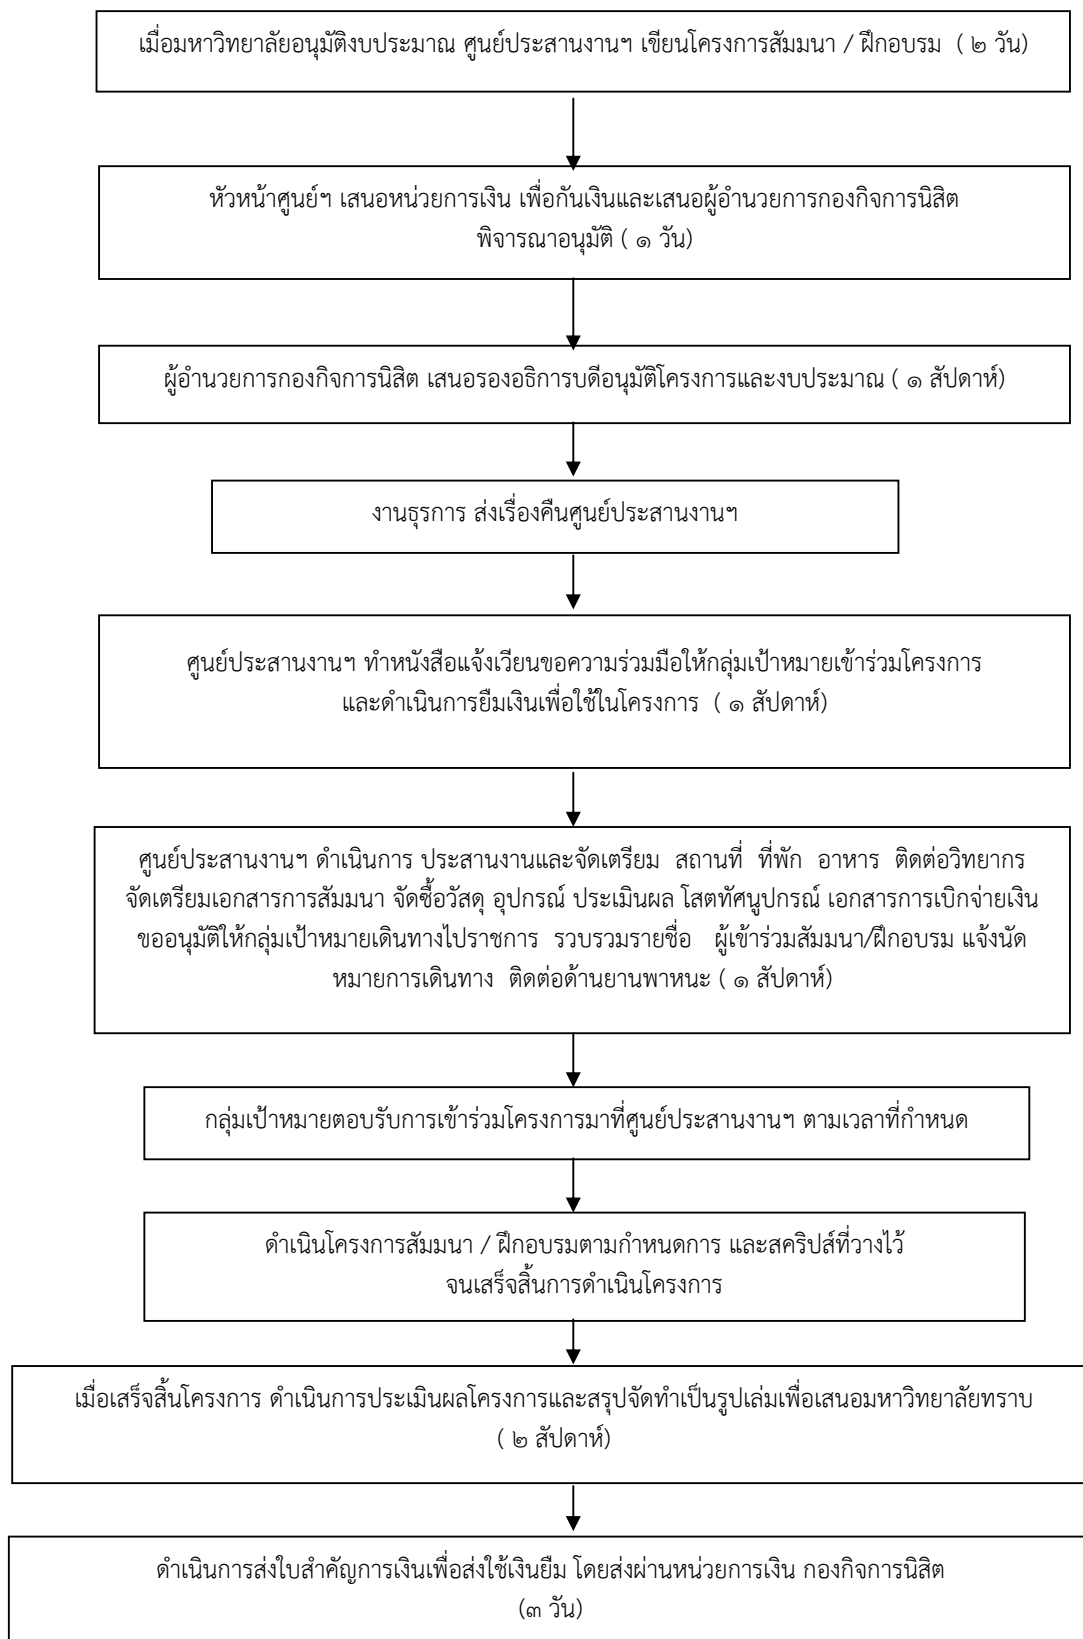 เมื่อมหาวิทยาลัยอนุมัติงบประมาณ ศูนย์ประสานงานฯ เขียนโครงการสัมมนา / ฝึกอบรม ( ๒ วัน)
หัวหน้าศูนย์ฯ เสนอหน่วยการเงิน เพื่อกันเงินและเสนอผู้อำนวยการกองกิจการนิสิต
พิจารณาอนุมัติ ( ๑ วัน)
ผู้อำนวยการกองกิจการนิสิต เสนอรองอธิการบดีอนุมัติโครงการและงบประมาณ ( ๑ สัปดาห์)
งานธุรการ ส่งเรื่องคืนศูนย์ประสานงานฯ
ศูนย์ประสานงานฯ ทำหนังสือแจ้งเวียนขอความร่วมมือให้กลุ่มเป้าหมายเข้าร่วมโครงการ
และดำเนินการยืมเงินเพื่อใช้ในโครงการ ( ๑ สัปดาห์)
ศูนย์ประสานงานฯ ดำเนินการ ประสานงานและจัดเตรียม สถานที่ ที่พัก อาหาร ติดต่อวิทยากร
จัดเตรียมเอกสารการสัมมนา จัดซื้อวัสดุ อุปกรณ์ ประเมินผล โสตทัศนูปกรณ์ เอกสารการเบิกจ่ายเงิน
ขออนุมัติให้กลุ่มเป้าหมายเดินทางไปราชการ รวบรวมรายชื่อ ผู้เข้าร่วมสัมมนา/ฝึกอบรม แจ้งนัด
หมายการเดินทาง ติดต่อด้านยานพาหนะ ( ๑ สัปดาห์)
กลุ่มเป้าหมายตอบรับการเข้าร่วมโครงการมาที่ศูนย์ประสานงานฯ ตามเวลาที่กำหนด
ดำเนินโครงการสัมมนา / ฝึกอบรมตามกำหนดการ และสคริปส์ที่วางไว้
จนเสร็จสิ้นการดำเนินโครงการ
เมื่อเสร็จสิ้นโครงการ ดำเนินการประเมินผลโครงการและสรุปจัดทำเป็นรูปเล่มเพื่อเสนอมหาวิทยาลัยทราบ
( ๒ สัปดาห์)
ดำเนินการส่งใบสำคัญการเงินเพื่อส่งใช้เงินยืม โดยส่งผ่านหน่วยการเงิน กองกิจการนิสิต
(๓ วัน)